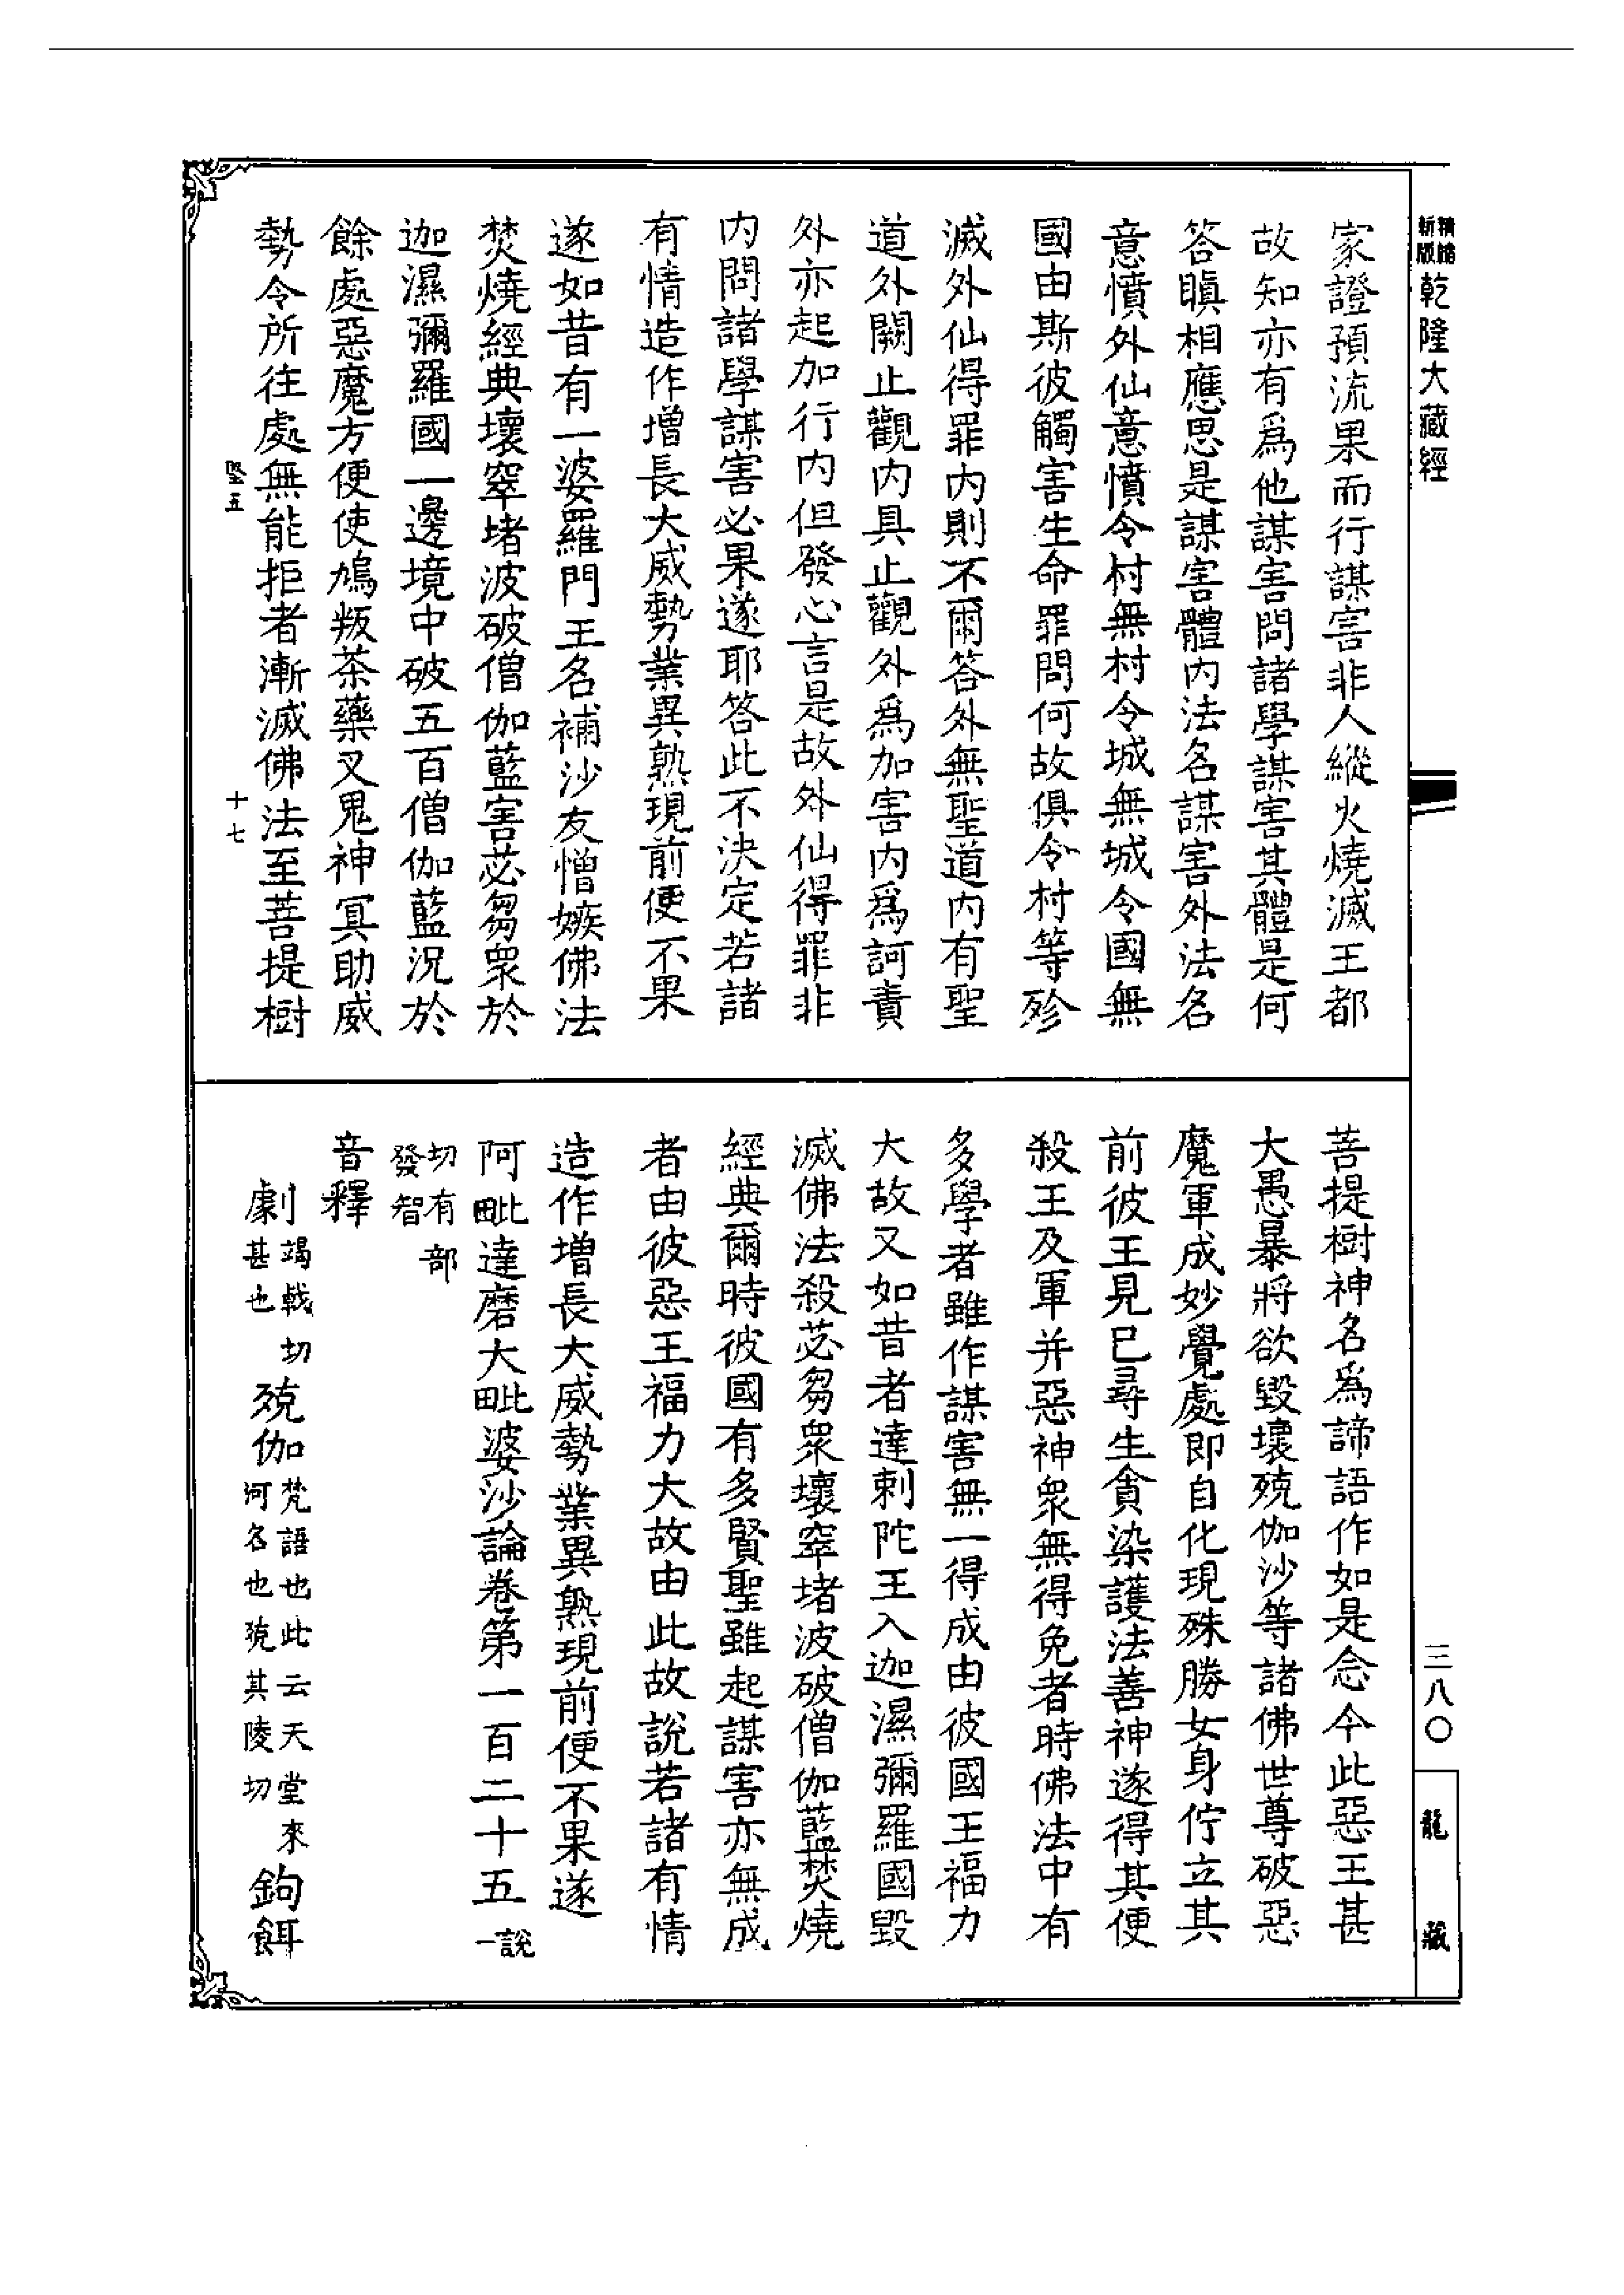 精縮
新版
乾隆大藏經
家證預流果而行謀害非人縱火燒滅王都
故知亦有爲他謀害問諸學謀害其體是何
答瞋相應思是謀害體內法名謀害外法名
意憤外仙意憤令村無村令城無城令國無
國由斯彼觸害生命罪問何故俱令村等殄
滅外仙得罪內則不爾答外無聖道內有聖
道外闕止觀內具止觀外爲加害內爲訶責
外亦起加行內但發心言是故外仙得罪非
內問諸學謀害必果遂耶答此不決定若諸
有情造作增長大威勢業異熟現前便不果
遂如昔有一婆羅門王名補沙友憎嫉佛法
焚燒經典壞窣堵波破僧伽藍害苾芻衆於
迦濕彌羅國一邊境中破五百僧伽藍況於
餘處惡魔方便使鳩叛茶藥叉鬼神冥助威
勢令所往處無能拒者漸滅佛法至菩提樹
堅五
十七
菩提樹神名爲諦語作如是念今此惡王甚
大愚暴將欲毀壞殑伽沙等諸佛世尊破惡
魔軍成妙覺處即自化現殊勝女身佇立其
前彼王見已尋生貪染護法善神遂得其便
殺王及軍并惡神衆無得免者時佛法中有
多學者雖作謀害無一得成由彼國王福力
大故又如昔者達剌陀王入迦濕彌羅國毀
滅佛法殺苾芻衆壞窣堵波破僧伽藍焚燒
經典爾時彼國有多賢聖雖起謀害亦無成
者由彼惡王福力大故由此故說若諸有情
造作增長大威勢業異熟現前便不果遂
阿毗達磨大毗婆沙論卷第一百二十五說一
切有部
發智
音釋
劇竭戟切甚也殑伽梵語也此云天堂來河名也殑其陵切鉤餌
三八〇
龍藏